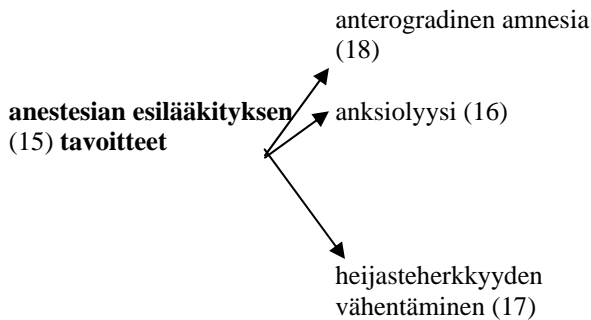 anterogradinen amnesia
(18)
anestesian esilääkityksen
(15) tavoitteet
anksiolyysi (16)
heijasteherkkyyden
vähentäminen (17)